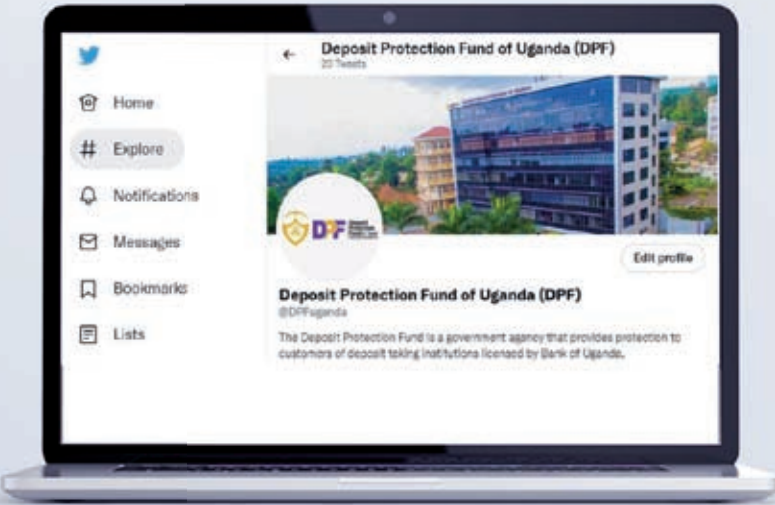 Deposit Protection Fund of Uganda (DPF)
20 Tweets
Home
# Explore
Notifications
Messages
Bookmarks
Lists
DPF Deposit Protection
Edit profile
Deposit Protection Fund of Uganda (DPF)
@DPFuganda
The Deposit Protection Fund is a government agency that provides protection to
customers of deposit taking institutions licensed by Bank of Uganda.